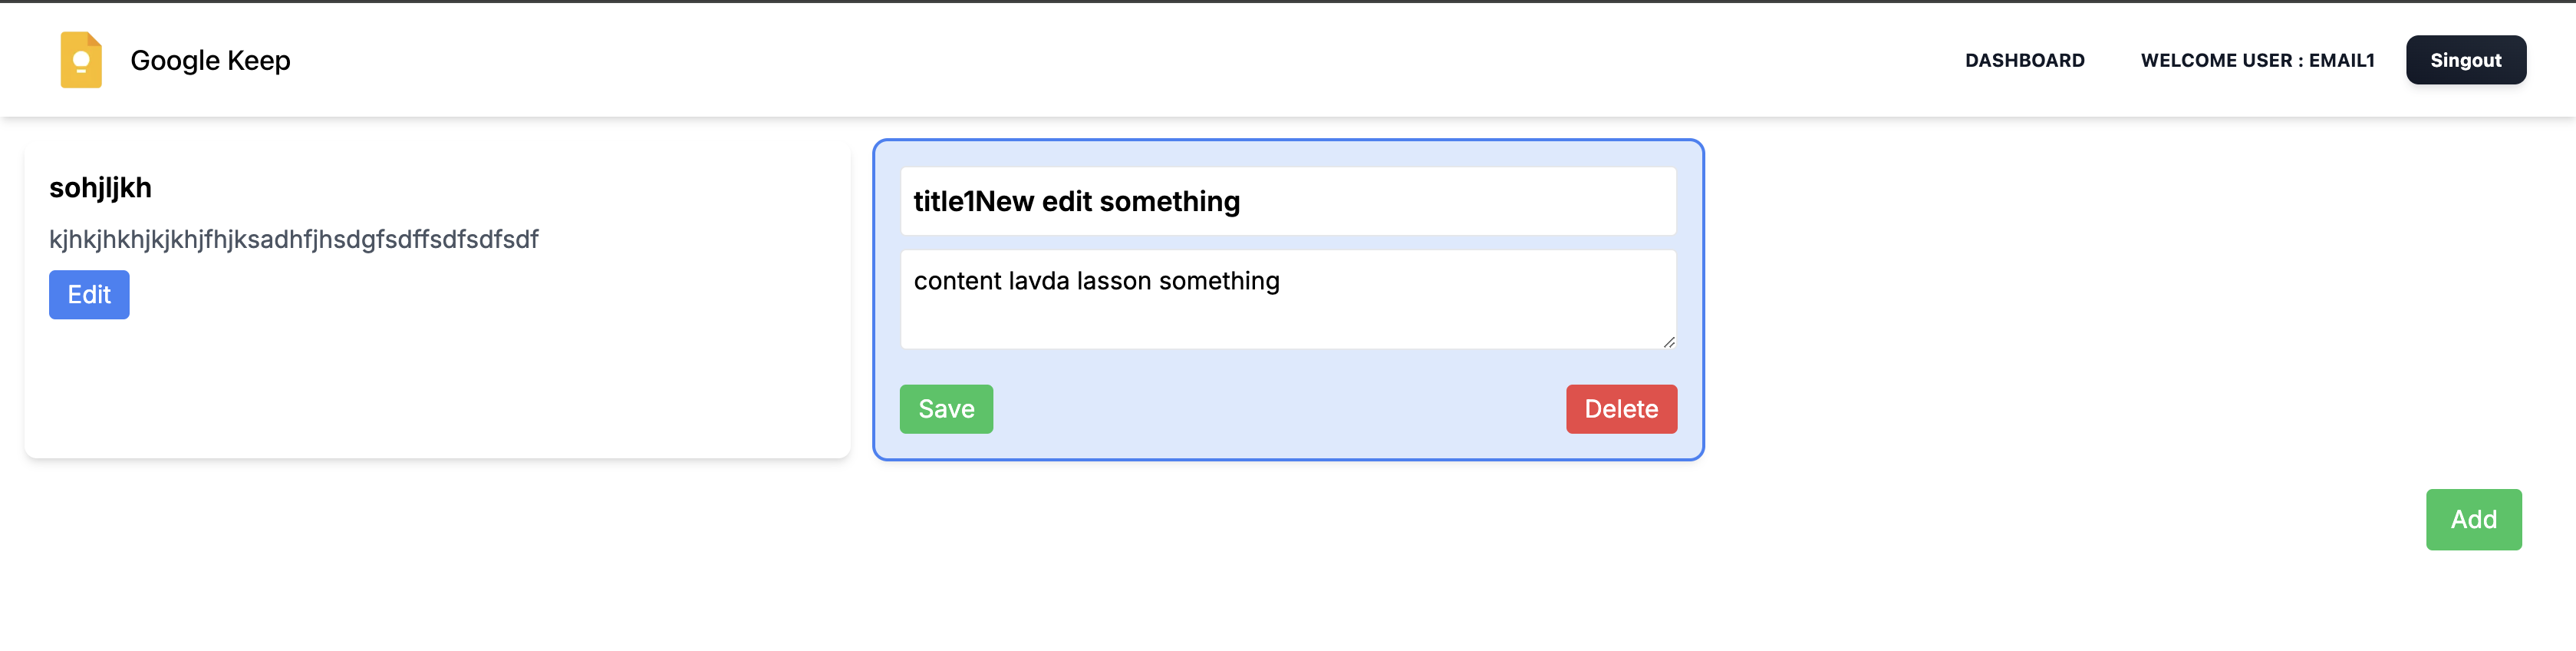 Google Keep
DASHBOARD
WELCOME USER : EMAIL1
Singout
sohjljkh
kjhkjhkhjkjkhjfhjksadhfjhsdgfsdffsdfsdfsdf
Edit
title1New edit something
content lavda lasson something
Save
Delete
Add